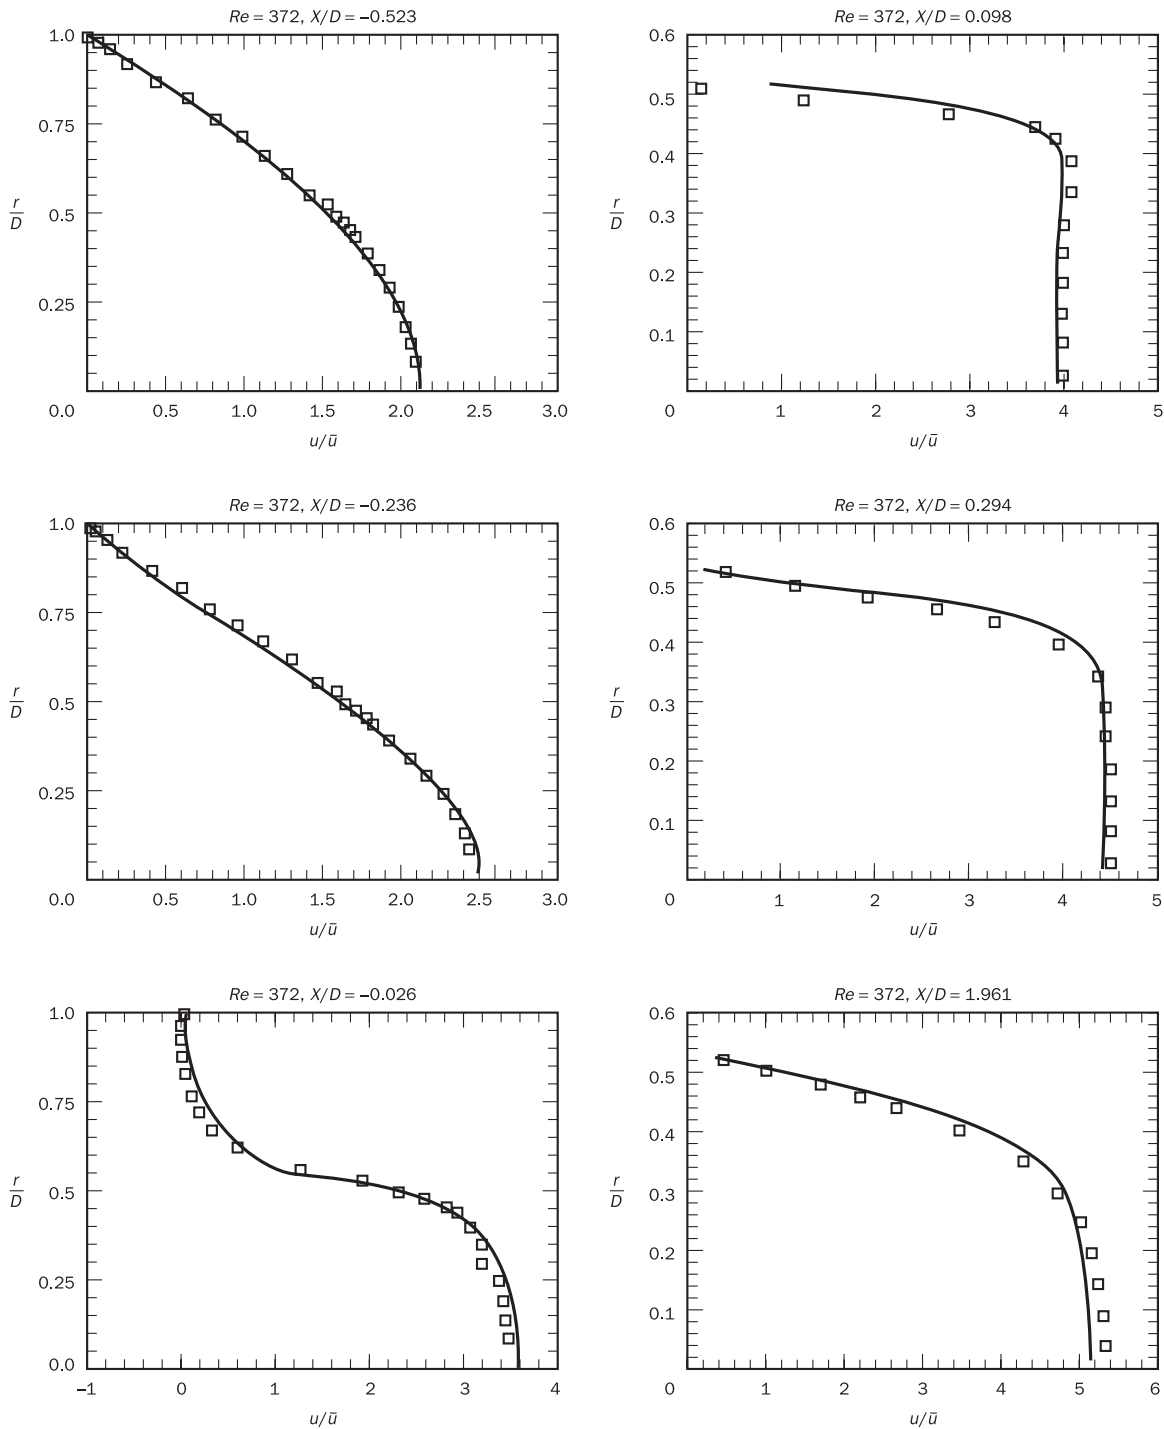 Re = 372, X/D = −0.523
1.0
0.75
r
D
0.5
0.25
0.0
0.5
1.0
1.5
2.0
2.5
3.0
u/ū
Re = 372, X/D = 0.098
0.6
0.5
0.4
r
D
0.3
0.2
0.1
0
1
2
3
4
5
u/ū
Re = 372, X/D = −0.236
1.0
0.75
r
D
0.5
0.25
0.0
0.5
1.0
1.5
2.0
2.5
3.0
u/ū
Re = 372, X/D = 0.294
0.6
0.5
0.4
r
D
0.3
0.2
0.1
0
1
2
3
4
5
u/ū
Re = 372, X/D = −0.026
1.0
0.75
r
D
0.5
0.25
0.0
−1
0
1
2
3
4
u/ū
Re = 372, X/D = 1.961
0.6
0.5
0.4
r
D
0.3
0.2
0.1
0
1
2
3
4
5
6
u/ū